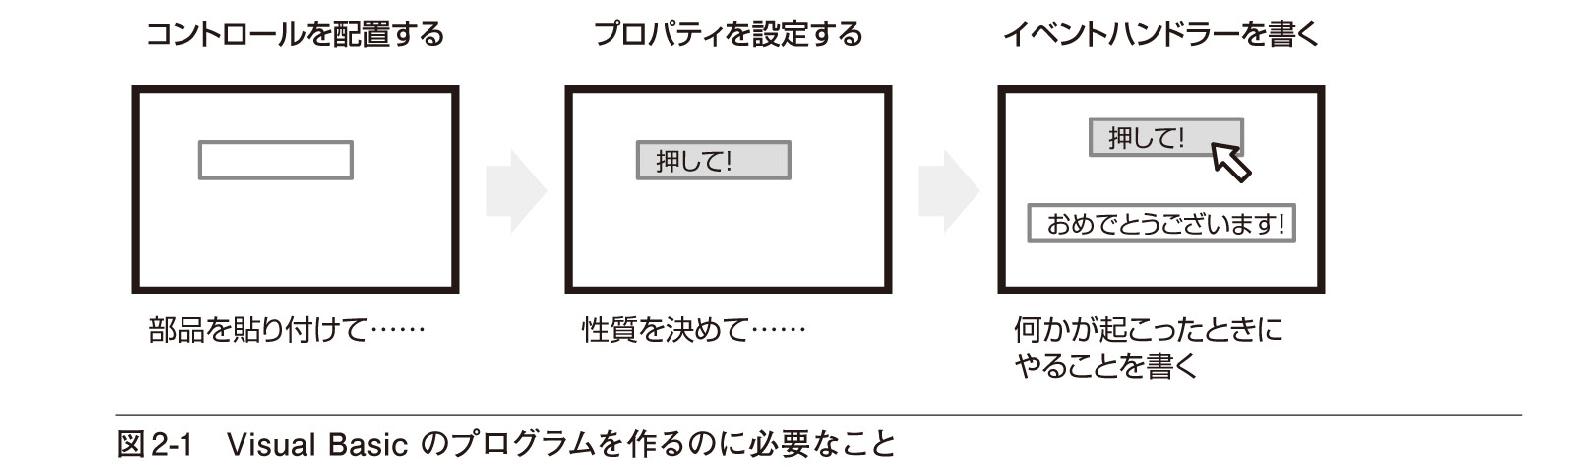 コントロールを配置する
プロパティを設定する
イベントハンドラーを書く
押して!
押して!
おめでとうございます!
部品を貼り付けて……
性質を決めて……
何かが起こったときに
やることを書く
図2-1 Visual Basic のプログラムを作るのに必要なこと